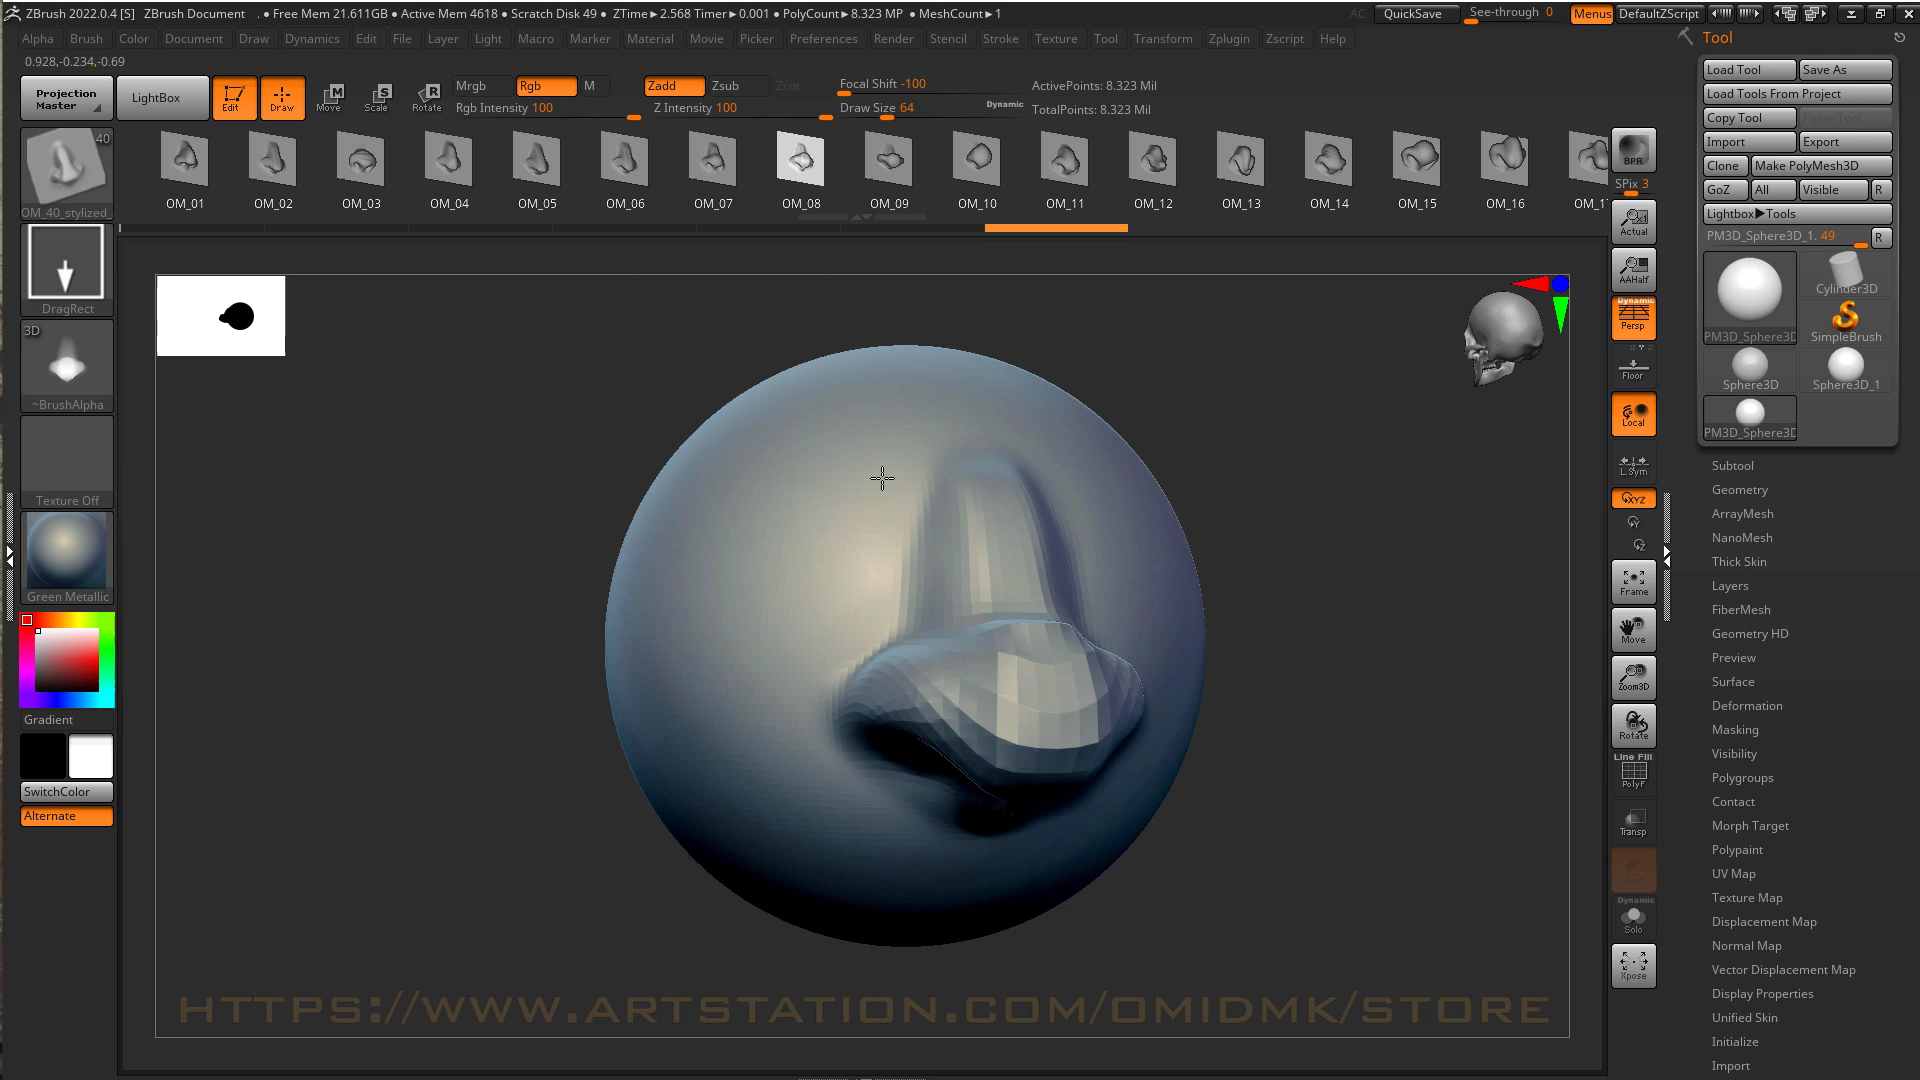 ZBrush 2022.0.4 [S] ZBrush Document . • Free Mem 21.611GB • Active Mem 4618 • Scratch Disk 49 • ZTime►2.568 Timer►0.001 • PolyCount►8.323 MP • MeshCount►1 AC QuickSave See-through 0 Menus DefaultZScript
Alpha Brush Color Document Draw Dynamics Edit File Layer Light Macro Marker Material Movie Picker Preferences Render Stencil Stroke Texture Tool Transform Zplugin Zscript Help
0.928,-0.234,-0.69
Projection Master
LightBox
Edit
Draw
Move
Scale
Rotate
Mrgb Rgb M
Rgb Intensity 100
Zadd Zsub Zcut
Z Intensity 100
Focal Shift -100
Draw Size 64
Dynamic
ActivePoints: 8.323 Mil
TotalPoints: 8.323 Mil
40
OM_40_stylized_
OM_01 OM_02 OM_03 OM_04 OM_05 OM_06 OM_07 OM_08 OM_09 OM_10 OM_11 OM_12 OM_13 OM_14 OM_15 OM_16 OM_17
DragRect
3D
~BrushAlpha
Texture Off
Green Metallic
Gradient
SwitchColor
Alternate
HTTPS://WWW.ARTSTATION.COM/OMIDMK/STORE
BPR
SPix 3
Actual
AAHalf
Dynamic
Persp
Floor
Local
L.Sym
XYZ
Frame
Move
Zoom3D
Rotate
Line Fill
PolyF
Transp
Dynamic
Solo
Xpose
Tool
Load Tool Save As
Load Tools From Project
Copy Tool Paste Tool
Import Export
Clone Make PolyMesh3D
GoZ All Visible R
Lightbox►Tools
PM3D_Sphere3D_1. 49 R
PM3D_Sphere3D
Cylinder3D
SimpleBrush
Sphere3D Sphere3D_1
PM3D_Sphere3D
Subtool
Geometry
ArrayMesh
NanoMesh
Thick Skin
Layers
FiberMesh
Geometry HD
Preview
Surface
Deformation
Masking
Visibility
Polygroups
Contact
Morph Target
Polypaint
UV Map
Texture Map
Displacement Map
Normal Map
Vector Displacement Map
Display Properties
Unified Skin
Initialize
Import